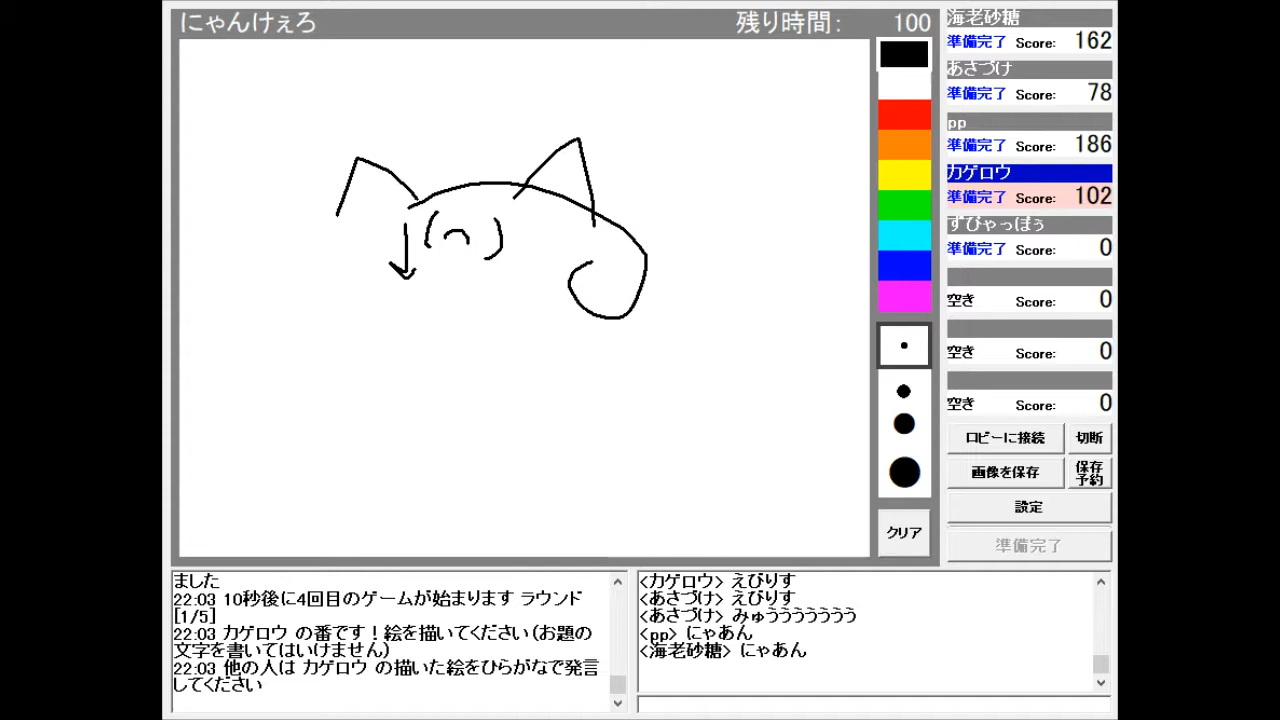 にゃんけぇろ
残り時間: 100
海老砂糖
準備完了 Score: 162
あさづけ
準備完了 Score: 78
pp
準備完了 Score: 186
カゲロウ
準備完了 Score: 102
ずぴゃっぽぅ
準備完了 Score: 0
空き Score: 0
空き Score: 0
空き Score: 0
ロビーに接続 切断
画像を保存 保存予約
設定
準備完了
クリア
ました
22:03 10秒後に4回目のゲームが始まります ラウンド
[1/5]
22:03 カゲロウ の番です！絵を描いてください(お題の
文字を書いてはいけません)
22:03 他の人は カゲロウ の描いた絵をひらがなで発言
してください
<カゲロウ> えびりす
<あさづけ> えびりす
<あさづけ> みゅううううううう
<pp> にゃあん
<海老砂糖> にゃあん